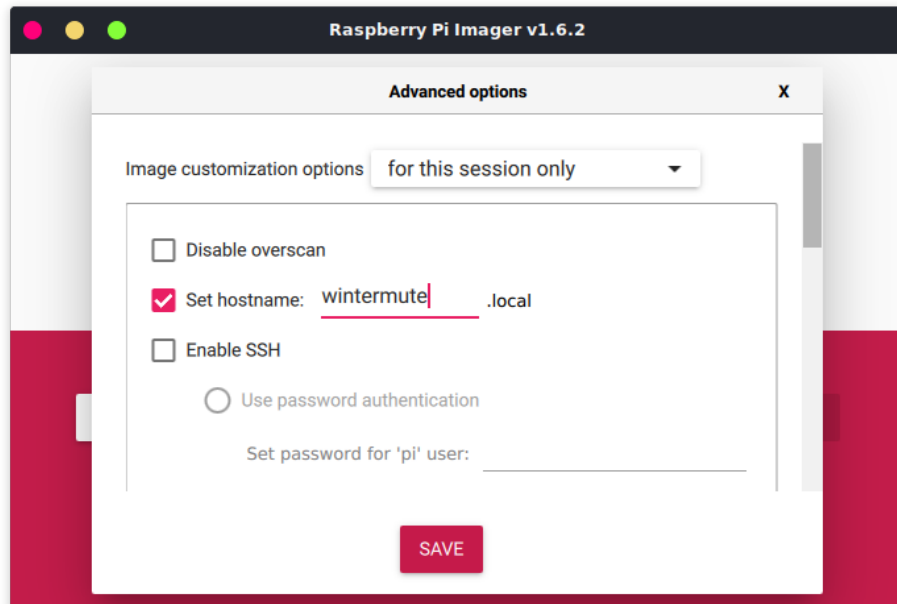 Raspberry Pi Imager v1.6.2
Advanced options X
Image customization options for this session only
Disable overscan
Set hostname: wintermute .local
Enable SSH
Use password authentication
Set password for 'pi' user:
SAVE